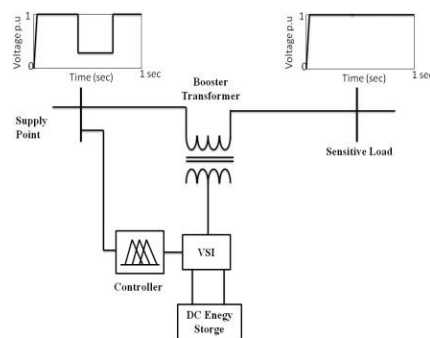 Voltage p.u
1
0
Time (sec)
1 sec
Voltage p.u
1
0
Time (sec)
1 sec
Booster
Transformer
Supply
Point
Sensitive Load
VSI
Controller
DC Enegy
Storge